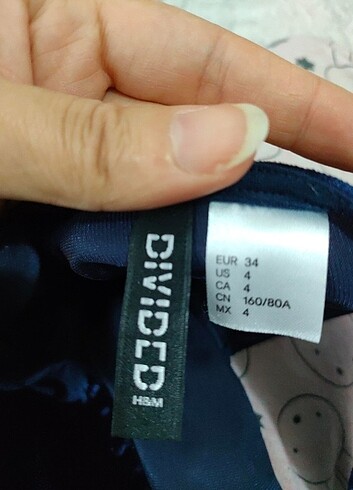 DIVIDED
H&M
EUR 34
US 4
CA 4
CN 160/80A
MX 4